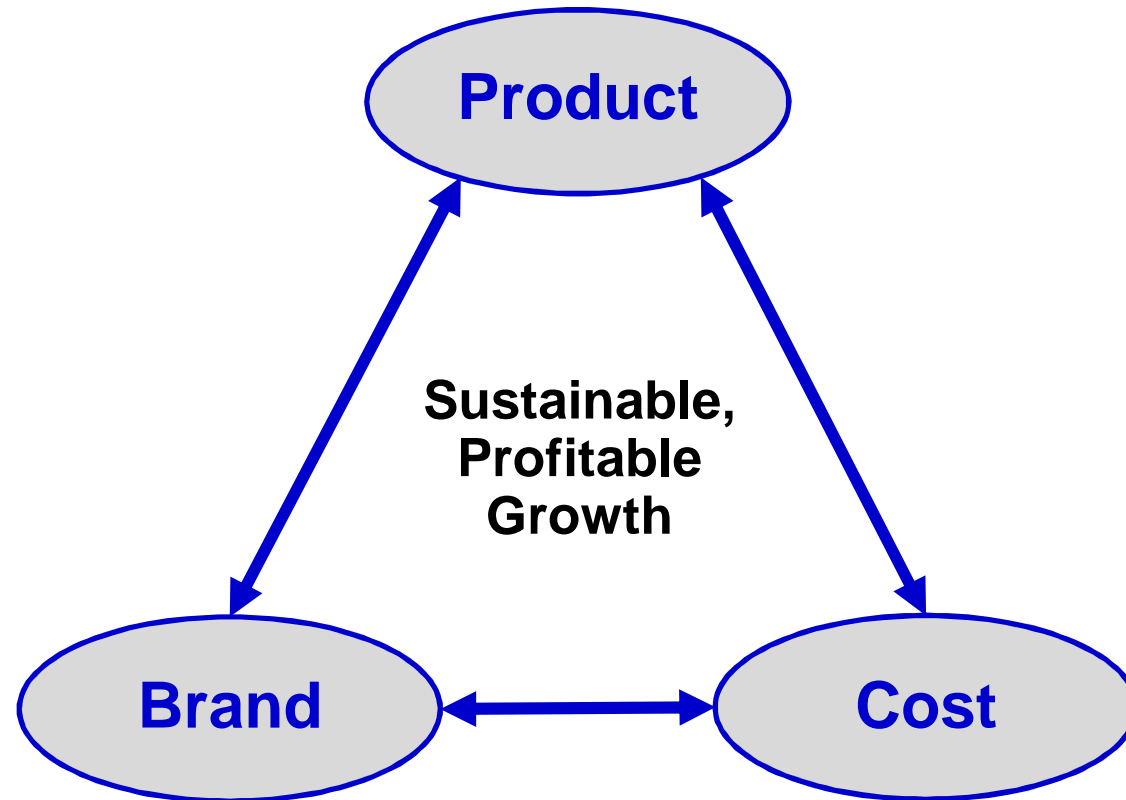 Product
Sustainable,
Profitable
Growth
Brand
Cost